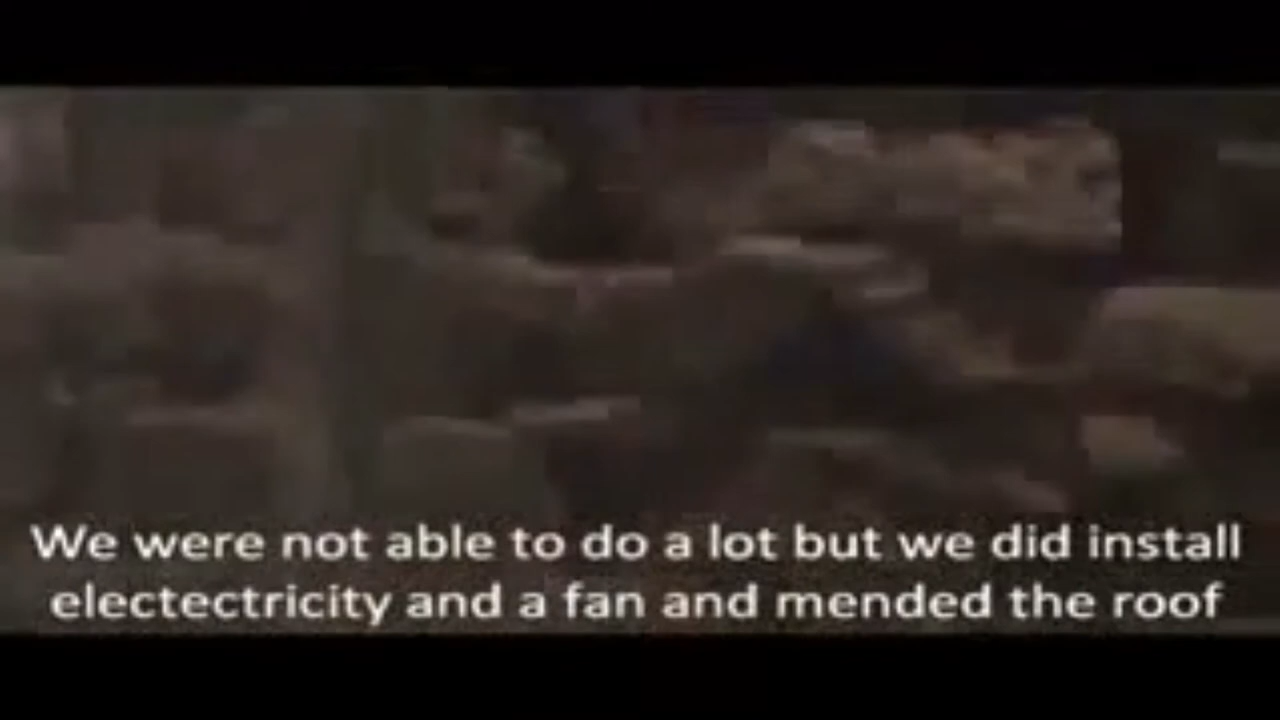 We were not able to do a lot but we did install
electectricity and a fan and mended the roof